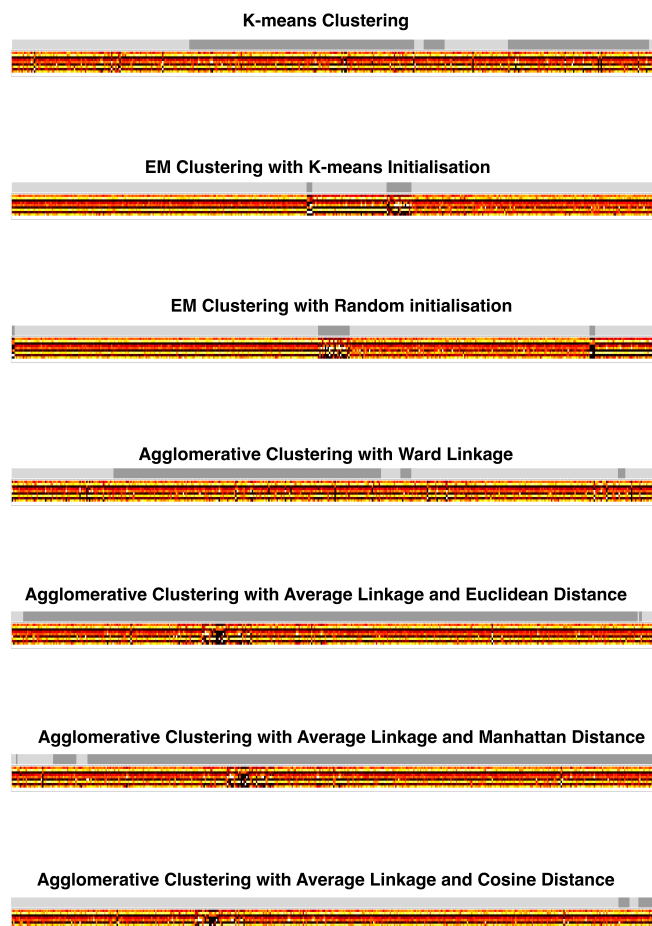 K-means Clustering
EM Clustering with K-means Initialisation
EM Clustering with Random initialisation
Agglomerative Clustering with Ward Linkage
Agglomerative Clustering with Average Linkage and Euclidean Distance
Agglomerative Clustering with Average Linkage and Manhattan Distance
Agglomerative Clustering with Average Linkage and Cosine Distance